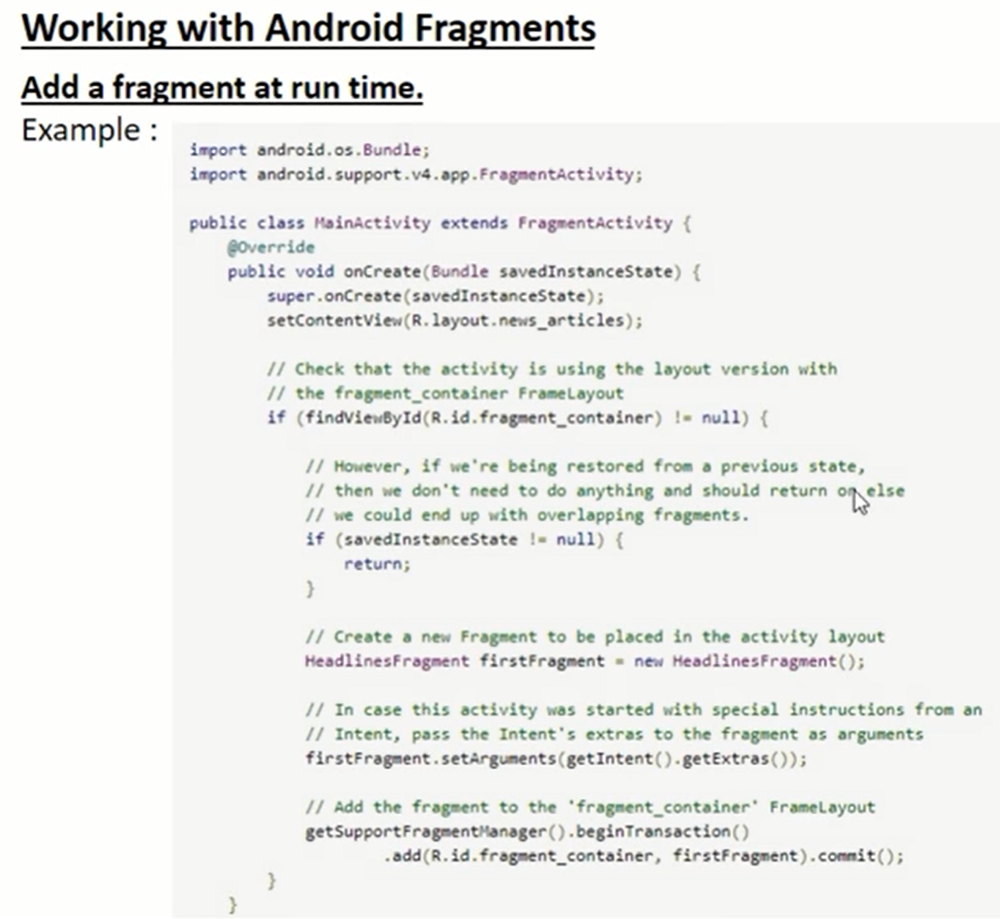 Working with Android Fragments
Add a fragment at run time.
Example :
import android.os.Bundle;
import android.support.v4.app.FragmentActivity;
public class MainActivity extends FragmentActivity {
@Override
public void onCreate(Bundle savedInstanceState) {
super.onCreate(savedInstanceState);
setContentView(R.layout.news_articles);
// Check that the activity is using the layout version with
// the fragment_container FrameLayout
if (findViewById(R.id.fragment_container) != null) {
// However, if we're being restored from a previous state,
// then we don't need to do anything and should return or else
// we could end up with overlapping fragments.
if (savedInstanceState != null) {
return;
}
// Create a new Fragment to be placed in the activity layout
HeadlinesFragment firstFragment = new HeadlinesFragment();
// In case this activity was started with special instructions from an
// Intent, pass the Intent's extras to the fragment as arguments
firstFragment.setArguments(getIntent().getExtras());
// Add the fragment to the 'fragment_container' FrameLayout
getSupportFragmentManager().beginTransaction()
.add(R.id.fragment_container, firstFragment).commit();
}
}